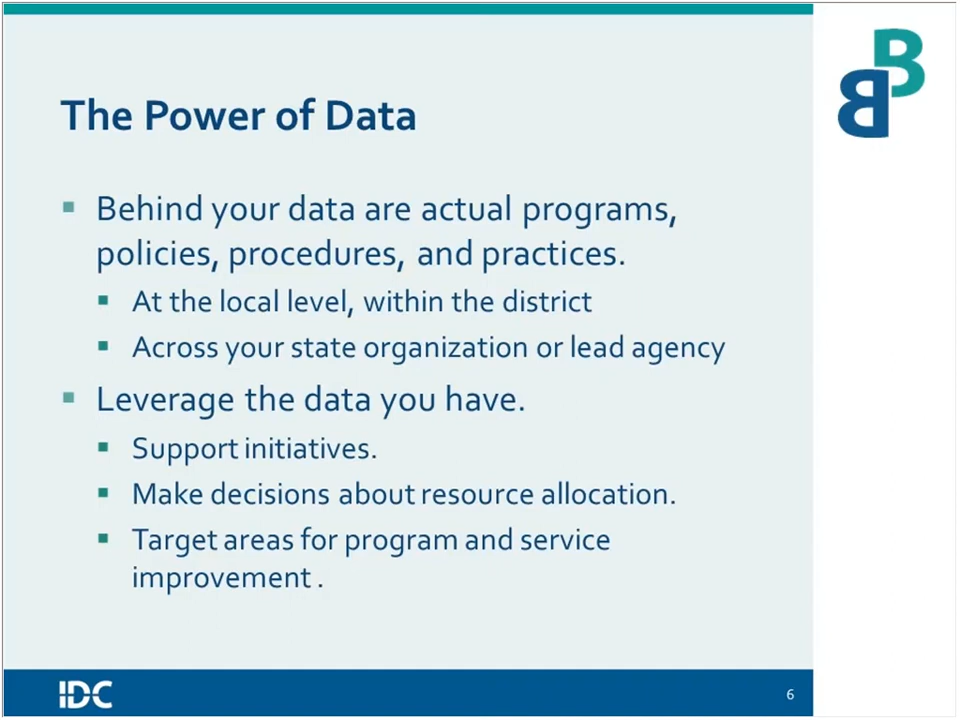 B
B
The Power of Data
Behind your data are actual programs,
policies, procedures, and practices.
At the local level, within the district
Across your state organization or lead agency
Leverage the data you have.
Support initiatives.
Make decisions about resource allocation.
Target areas for program and service
improvement .
IDC
6